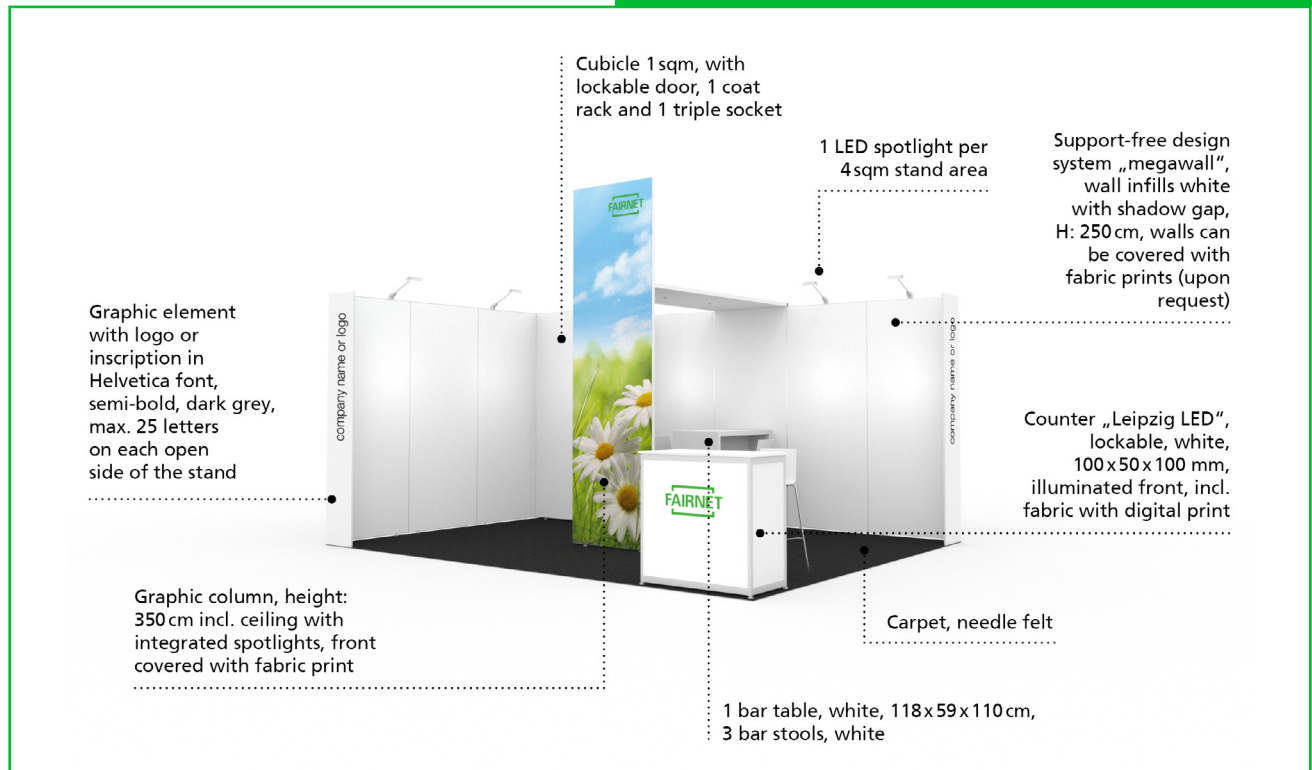 Cubicle 1 sqm, with
lockable door, 1 coat
rack and 1 triple socket
1 LED spotlight per
4 sqm stand area
Support-free design
system „megawall“,
wall infills white
with shadow gap,
H: 250 cm, walls can
be covered with
fabric prints (upon
request)
FAIRNET
Graphic element
with logo or
inscription in
Helvetica font,
semi-bold, dark grey,
max. 25 letters
on each open
side of the stand
company name or logo
company name or logo
Counter „Leipzig LED“,
lockable, white,
100 x 50 x 100 mm,
illuminated front, incl.
fabric with digital print
FAIRNET
Graphic column, height:
350 cm incl. ceiling with
integrated spotlights, front
covered with fabric print
Carpet, needle felt
1 bar table, white, 118 x 59 x 110 cm,
3 bar stools, white